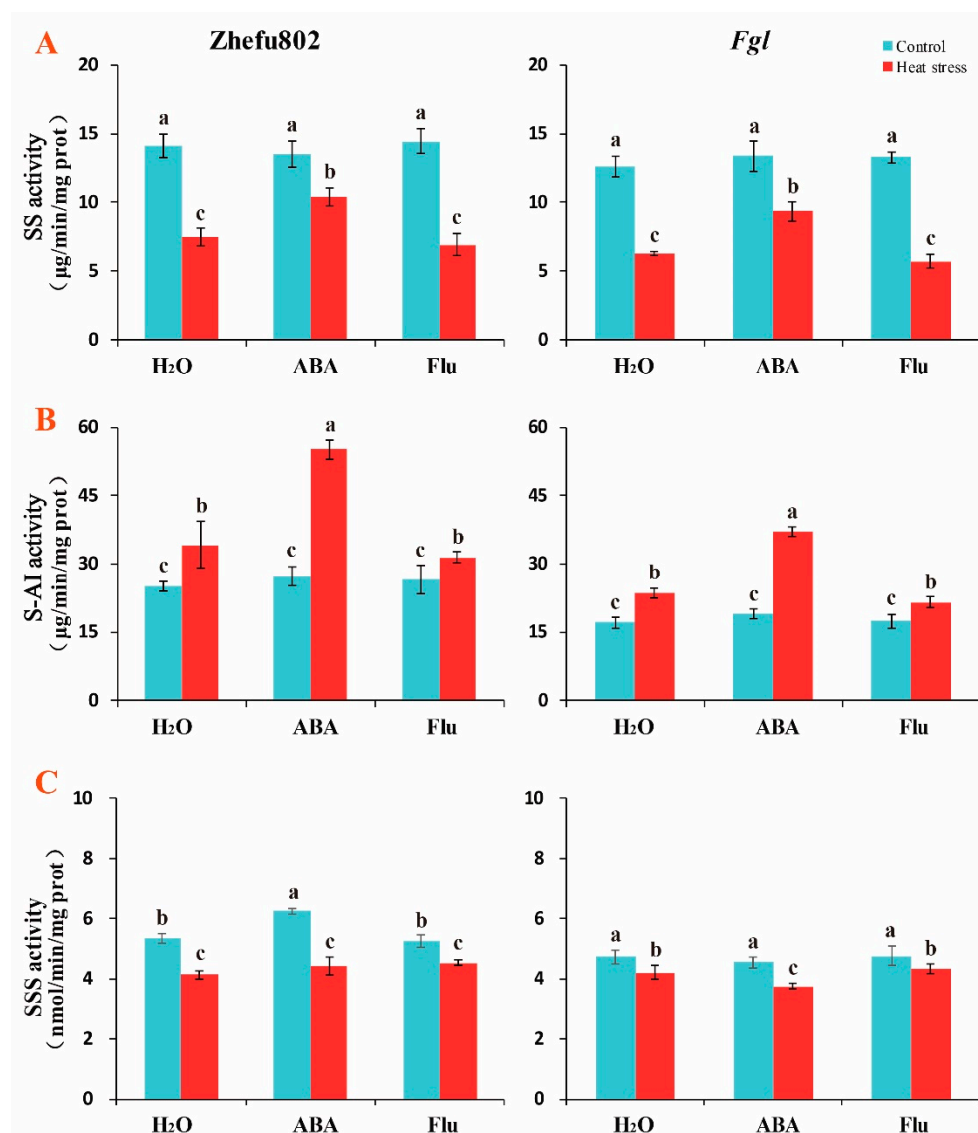 A
Zhefu802
Fgl
Control
Heat stress
SS activity
(μg/min/mg prot)
20
15
10
5
0
a
c
a
b
a
c
H₂O
ABA
Flu
20
15
10
5
0
a
c
a
b
a
c
H₂O
ABA
Flu
B
S-AI activity
(μg/min/mg prot)
60
45
30
15
0
c
b
c
a
c
b
H₂O
ABA
Flu
60
45
30
15
0
c
b
c
a
c
b
H₂O
ABA
Flu
C
SSS activity
(nmol/min/mg prot)
10
8
6
4
2
0
b
c
a
c
b
c
H₂O
ABA
Flu
10
8
6
4
2
0
a
b
a
c
a
b
H₂O
ABA
Flu